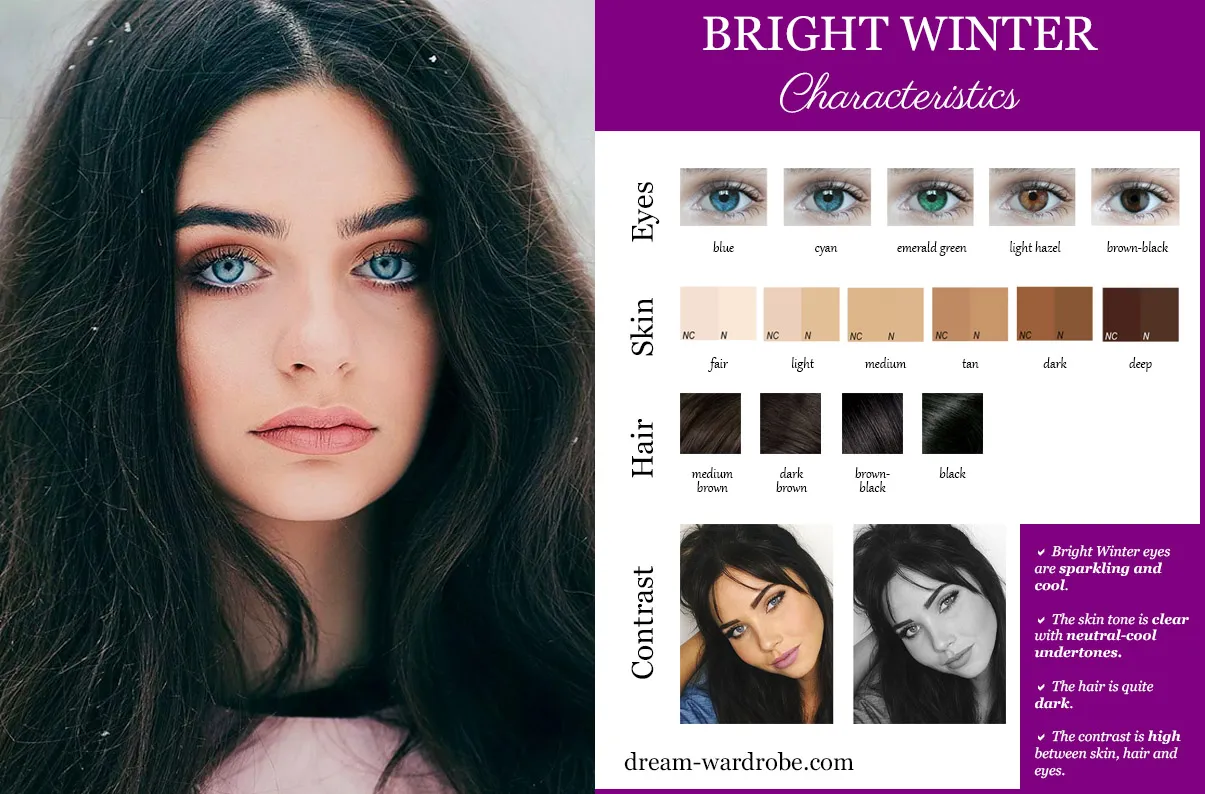 BRIGHT WINTER
Characteristics
Eyes
blue cyan emerald green light hazel brown-black
Skin
NC N NC N NC N NC N NC N NC N
fair light medium tan dark deep
Hair
medium dark brown- black
brown brown black
Contrast
Bright Winter eyes
are sparkling and
cool.
The skin tone is clear
with neutral-cool
undertones.
The hair is quite
dark.
The contrast is high
between skin, hair and
eyes.
dream-wardrobe.com